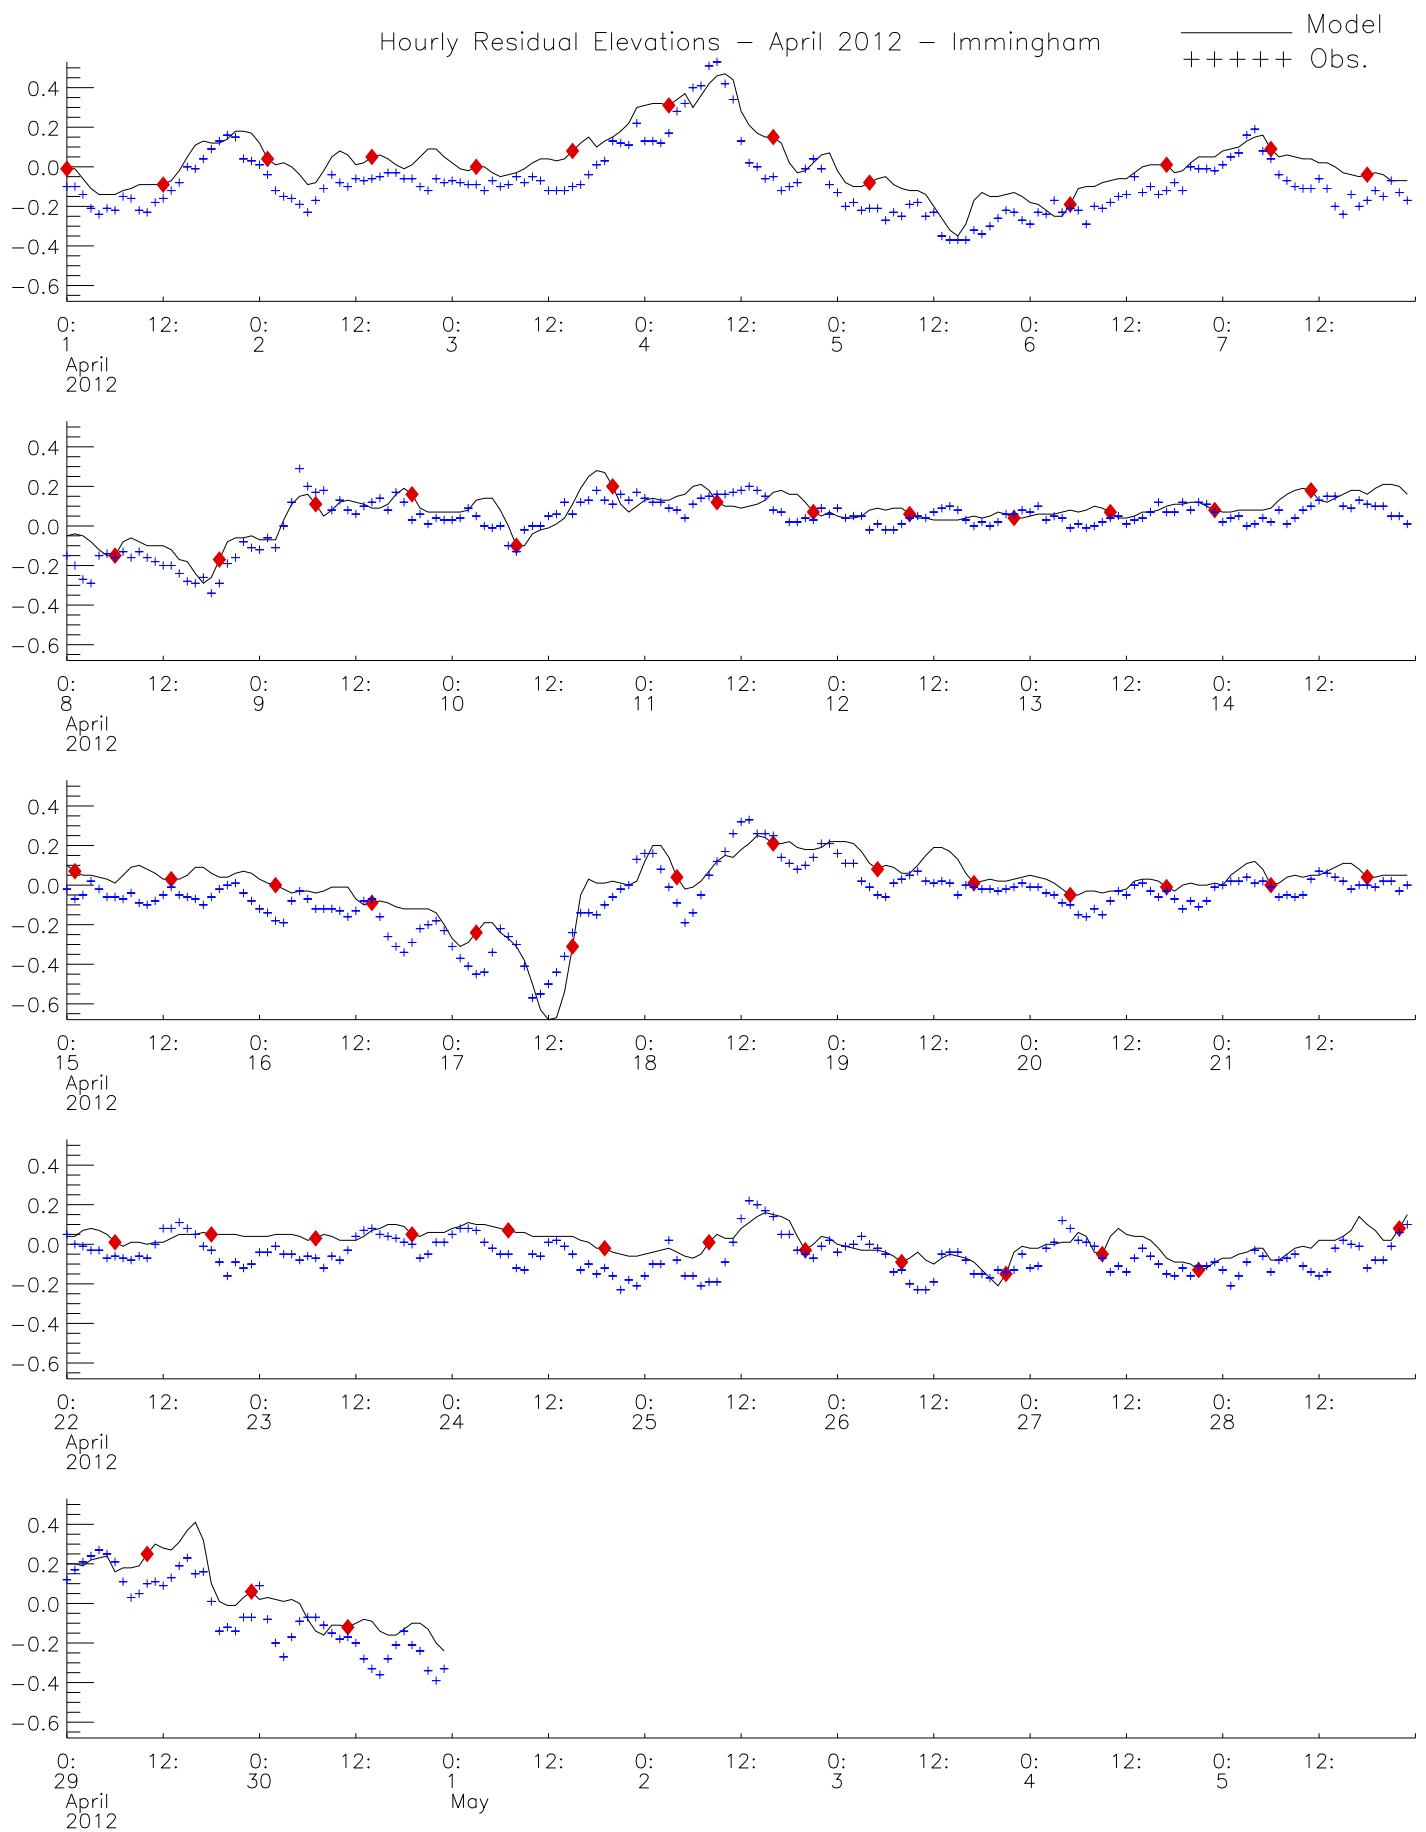 Hourly Residual Elevations − April 2012 − Immingham
Model
+++++ Obs.
0.4
0.2
0.0
−0.2
−0.4
−0.6
0: 12: 0: 12: 0: 12: 0: 12: 0: 12: 0: 12: 0: 12:
1 2 3 4 5 6 7
April
2012
0.4
0.2
0.0
−0.2
−0.4
−0.6
0: 12: 0: 12: 0: 12: 0: 12: 0: 12: 0: 12: 0: 12:
8 9 10 11 12 13 14
April
2012
0.4
0.2
0.0
−0.2
−0.4
−0.6
0: 12: 0: 12: 0: 12: 0: 12: 0: 12: 0: 12: 0: 12:
15 16 17 18 19 20 21
April
2012
0.4
0.2
0.0
−0.2
−0.4
−0.6
0: 12: 0: 12: 0: 12: 0: 12: 0: 12: 0: 12: 0: 12:
22 23 24 25 26 27 28
April
2012
0.4
0.2
0.0
−0.2
−0.4
−0.6
0: 12: 0: 12: 0: 12: 0: 12: 0: 12: 0: 12: 0: 12:
29 30 1 2 3 4 5
April May
2012